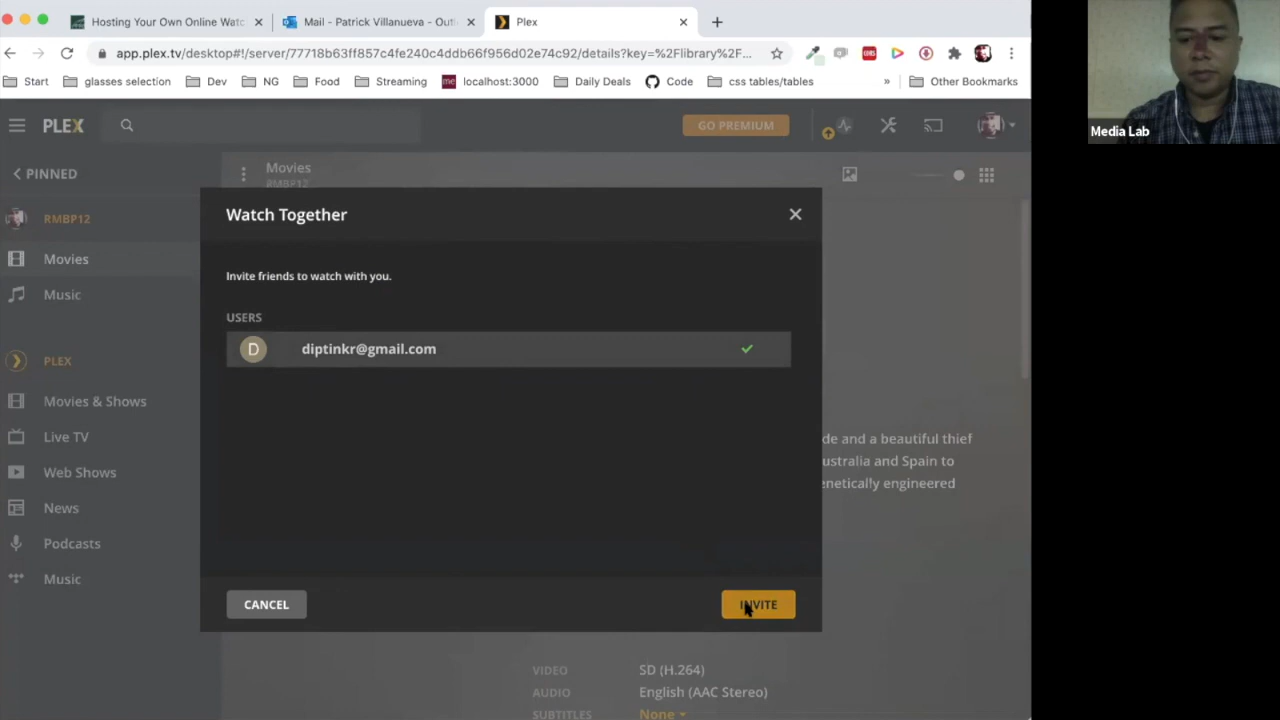 Hosting Your Own Online Watc
Mail - Patrick Villanueva - Outl
Plex
app.plex.tv/desktop#!/server/77718b63ff857c4fe240c4ddb66f956d02e74c92/details?key=%2Flibrary%2F...
Start
glasses selection
Dev
NG
Food
Streaming
me localhost:3000
Daily Deals
Code
css tables/tables
»
Other Bookmarks
Media Lab
PLEX
GO PREMIUM
PINNED
Movies
RMBP12
RMBP12
Movies
Music
PLEX
Movies & Shows
Live TV
Web Shows
News
Podcasts
Music
Watch Together
Invite friends to watch with you.
USERS
D diptinkr@gmail.com
CANCEL
INVITE
de and a beautiful thief
ustralia and Spain to
enetically engineered
VIDEO SD (H.264)
AUDIO English (AAC Stereo)
SUBTITLES None